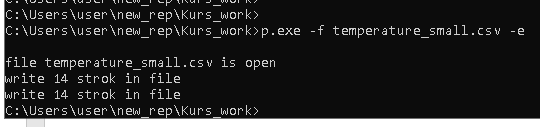 C:\Users\user\new_rep\Kurs_work>
C:\Users\user\new_rep\Kurs_work>
C:\Users\user\new_rep\Kurs_work>p.exe -f temperature_small.csv -e
file temperature_small.csv is open
write 14 strok in file
write 14 strok in file
C:\Users\user\new_rep\Kurs_work>